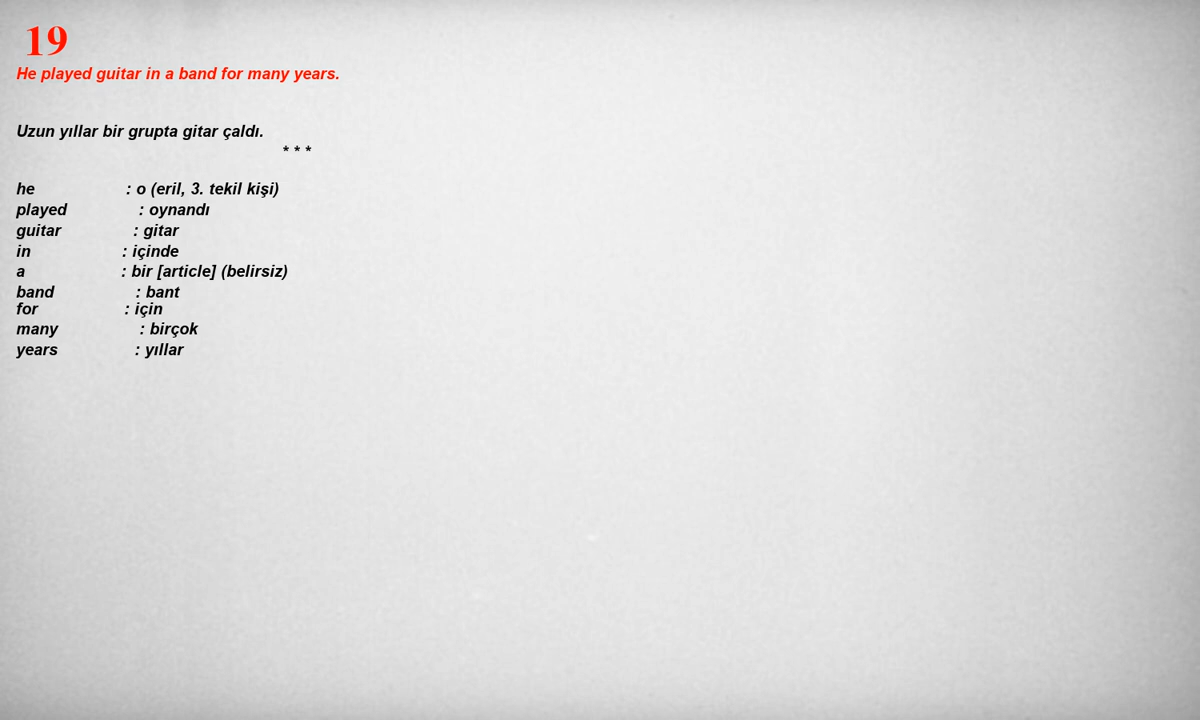 19
He played guitar in a band for many years.
Uzun yıllar bir grupta gitar çaldı.
* * *
he : o (eril, 3. tekil kişi)
played : oynandı
guitar : gitar
in : içinde
a : bir [article] (belirsiz)
band : bant
for : için
many : birçok
years : yıllar